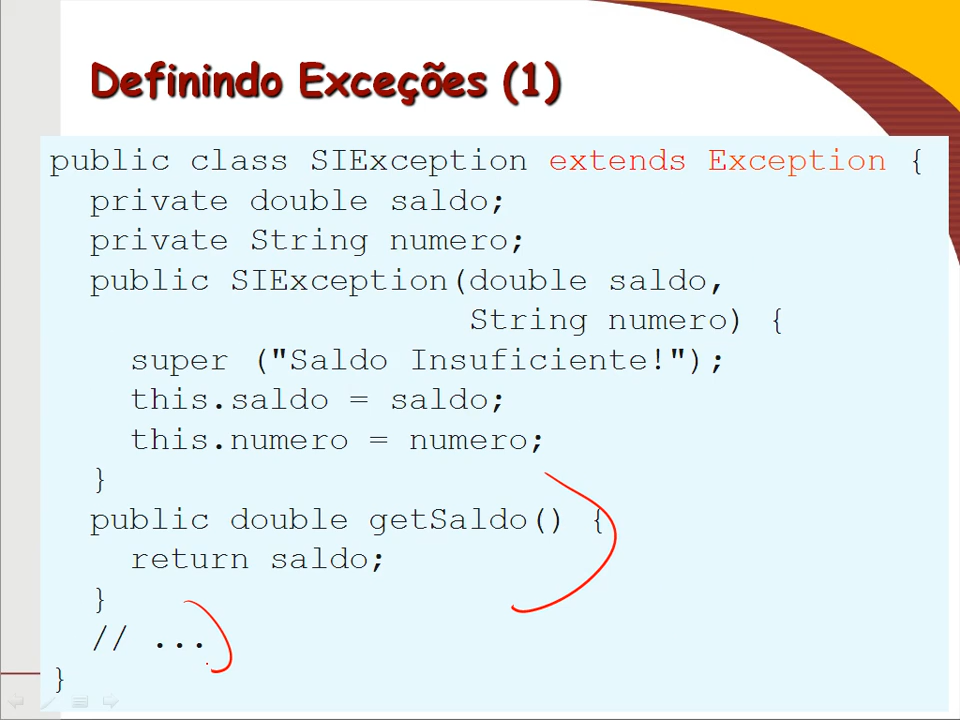 Definindo Exceções (1)
public class SIException extends Exception {
private double saldo;
private String numero;
public SIException(double saldo,
String numero) {
super ("Saldo Insuficiente!");
this.saldo = saldo;
this.numero = numero;
}
public double getSaldo() {
return saldo;
}
// ...
}